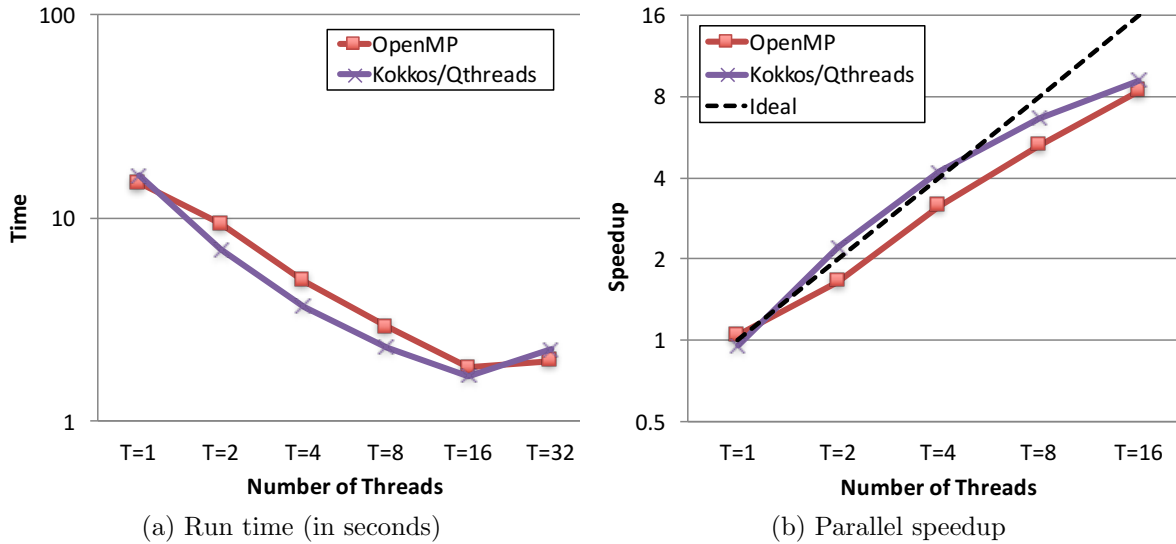 100
10
1
Time
OpenMP
Kokkos/Qthreads
T=1 T=2 T=4 T=8 T=16 T=32
Number of Threads
(a) Run time (in seconds)
16
8
4
2
1
0.5
Speedup
OpenMP
Kokkos/Qthreads
Ideal
T=1 T=2 T=4 T=8 T=16
Number of Threads
(b) Parallel speedup